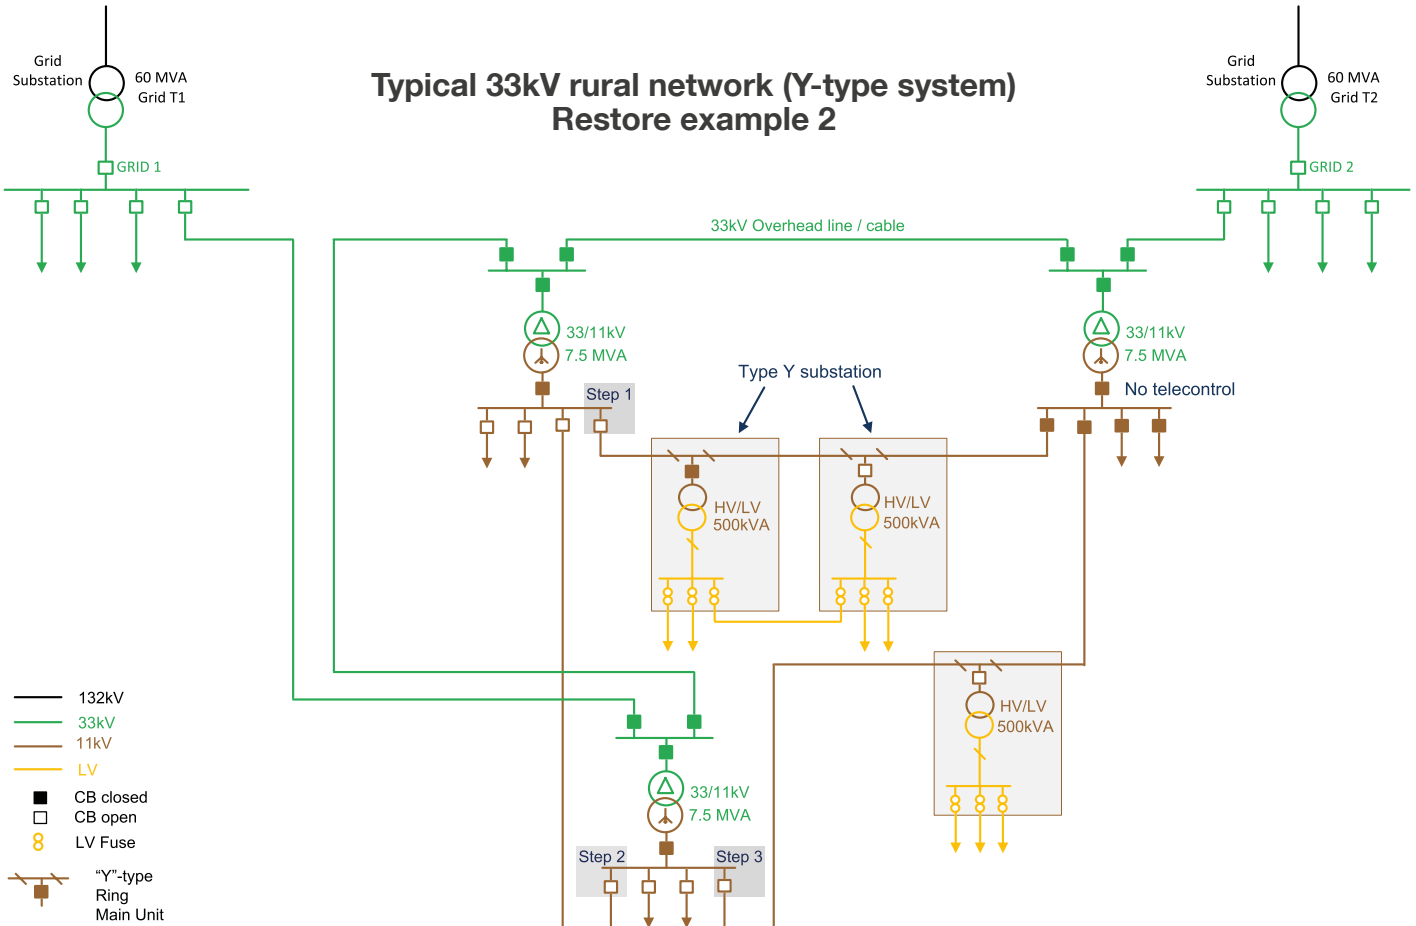 Typical 33kV rural network (Y-type system)
Restore example 2
Grid
Substation
60 MVA
Grid T1
GRID 1
Grid
Substation
60 MVA
Grid T2
GRID 2
33kV Overhead line / cable
33/11kV
7.5 MVA
33/11kV
7.5 MVA
Type Y substation
No telecontrol
Step 1
HV/LV
500kVA
HV/LV
500kVA
HV/LV
500kVA
33/11kV
7.5 MVA
Step 2
Step 3
132kV
33kV
11kV
LV
CB closed
CB open
LV Fuse
“Y”-type
Ring
Main Unit